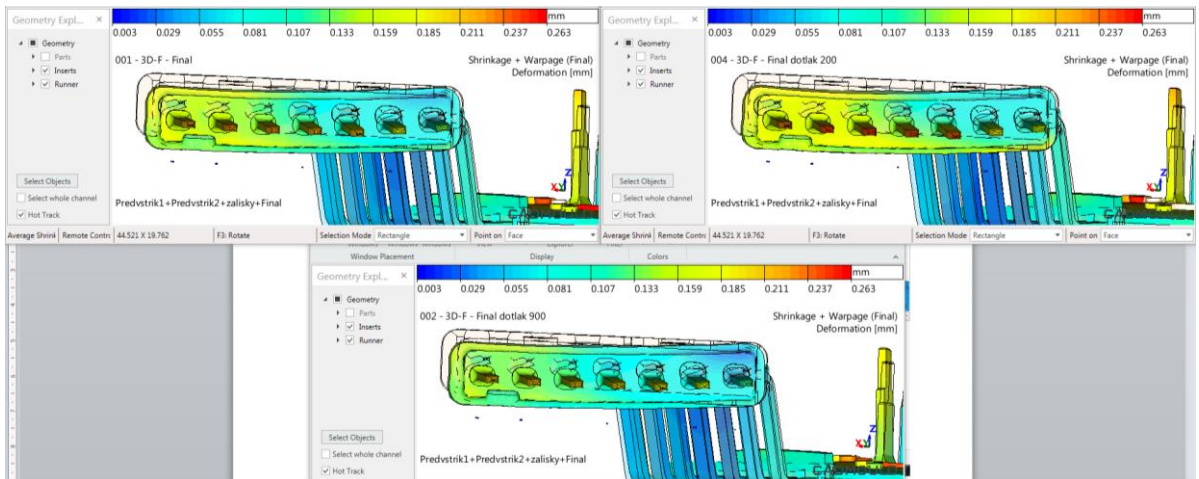 Geometry Expl... ×
mm
0.003 0.029 0.055 0.081 0.107 0.133 0.159 0.185 0.211 0.237 0.263
Geometry
Parts
Inserts
Runner
001 - 3D-F - Final
Shrinkage + Warpage (Final)
Deformation [mm]
Z
X Y
Select Objects
Select whole channel
Hot Track
Predvstrik1+Predvstrik2+zalisky+Final
Average Shrink Remote Contr 44.521 X 19.762 F3: Rotate Selection Mode Rectangle Point on Face
Geometry Expl... ×
mm
0.003 0.029 0.055 0.081 0.107 0.133 0.159 0.185 0.211 0.237 0.263
Geometry
Parts
Inserts
Runner
004 - 3D-F - Final dotlak 200
Shrinkage + Warpage (Final)
Deformation [mm]
Z
X Y
Select Objects
Select whole channel
Hot Track
Predvstrik1+Predvstrik2+zalisky+Final
Average Shrink Remote Contr 44.521 X 19.762 F3: Rotate Selection Mode Rectangle Point on Face
Window Placement Display Colors
Geometry Expl... ×
mm
0.003 0.029 0.055 0.081 0.107 0.133 0.159 0.185 0.211 0.237 0.263
Geometry
Parts
Inserts
Runner
002 - 3D-F - Final dotlak 900
Shrinkage + Warpage (Final)
Deformation [mm]
Z
X Y
Select Objects
Select whole channel
Hot Track
Predvstrik1+Predvstrik2+zalisky+Final